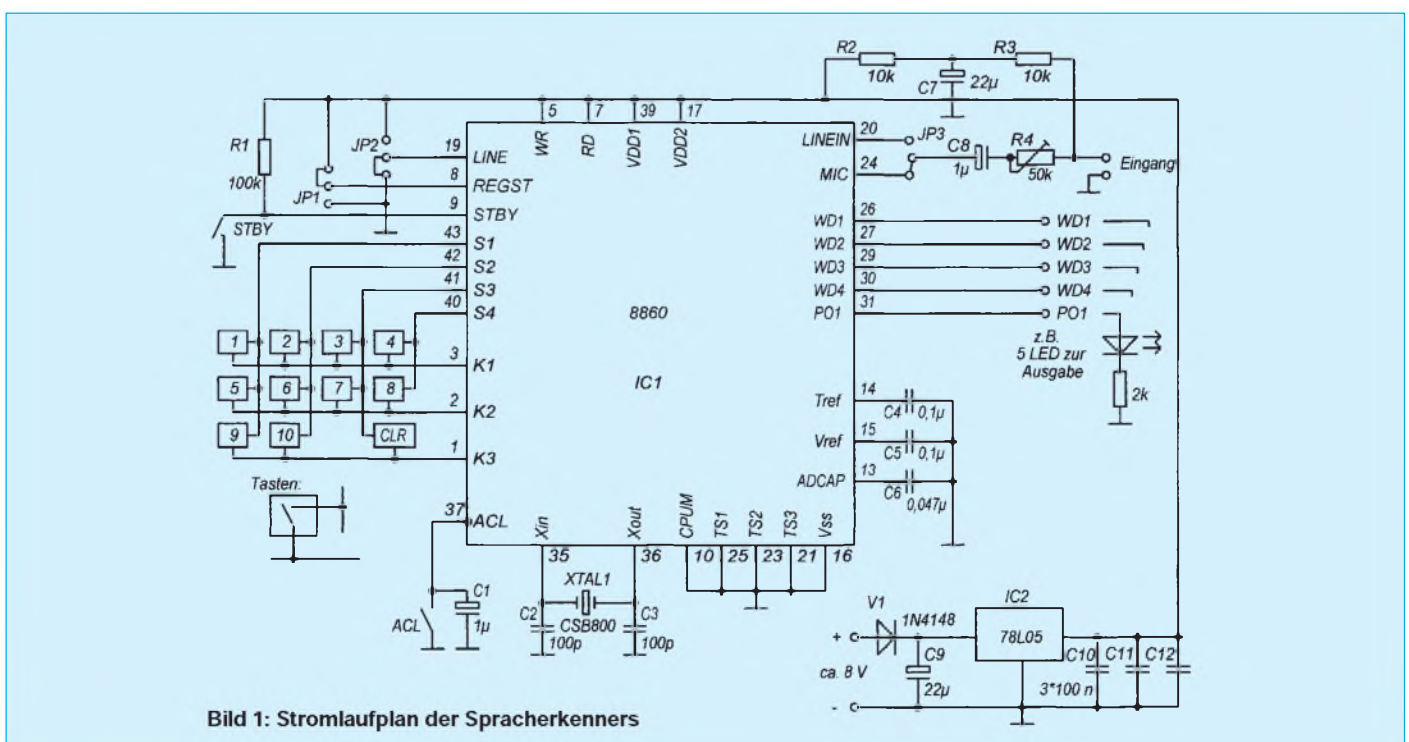 R2
R3
10k
10k
C7
22µ
5
7
39
17
WR
RD
VDD1
VDD2
R1
100k
JP2
JP1
STBY
19
LINE
8
REGST
9
STBY
43
S1
42
S2
41
S3
40
S4
3
K1
2
K2
1
K3
37
ACL
LINEIN
20
JP3
MIC
24
C8
1µ
R4
50k
Eingang
WD1
26
WD1
WD2
27
WD2
WD3
29
WD3
WD4
30
WD4
PO1
31
PO1
8860
IC1
z.B.
5 LED zur
Ausgabe
2k
1
2
3
4
5
6
7
8
9
10
CLR
Tasten:
Tref
14
C4
0,1µ
Vref
15
C5
0,1µ
ADCAP
13
C6
0,047µ
Xin
Xout
CPUM
TS1
TS2
TS3
Vss
35
36
10
25
23
21
16
ACL
C1
1µ
C2
100p
XTAL1
CSB800
C3
100p
V1
1N4148
IC2
78L05
+
ca. 8 V
-
C9
22µ
C10
C11
C12
3*100 n
Bild 1: Stromlaufplan der Spracherkenners